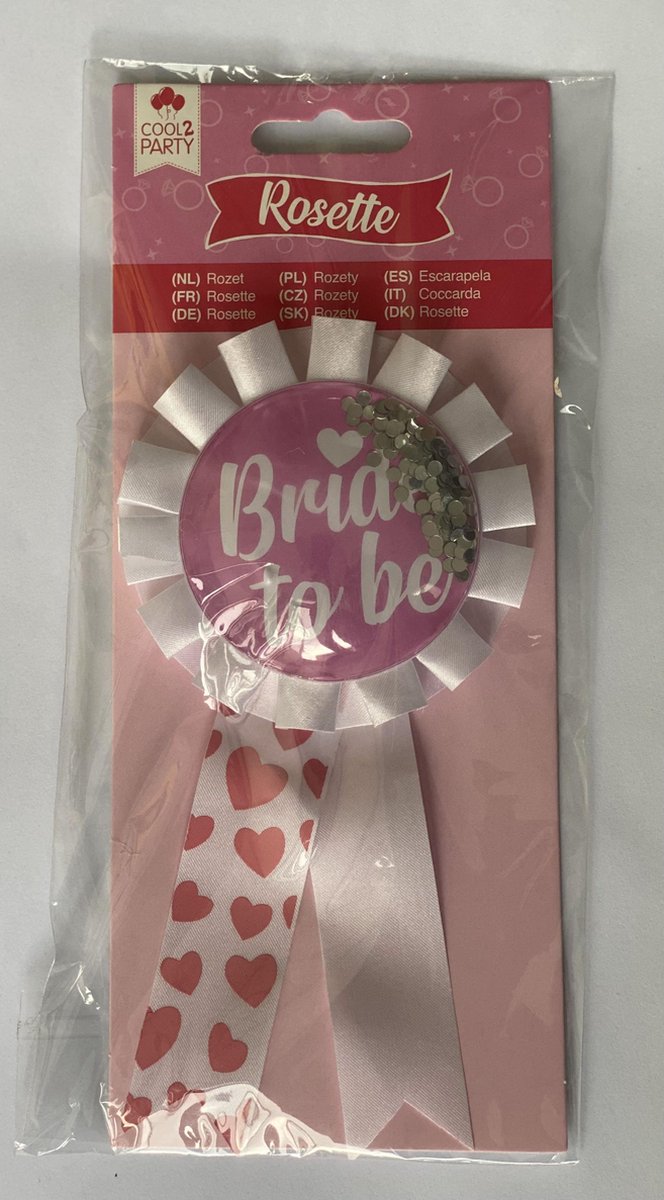 COOL2
PARTY
Rosette
(NL) Rozet (PL) Rozety (ES) Escarapela
(FR) Rosette (CZ) Rozety (IT) Coccarda
(DE) Rosette (SK) Rozety (DK) Rosette
Bride
to be